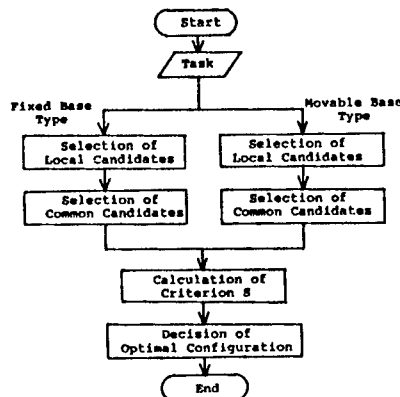 Start
Task
Fixed Base
Type
Movable Base
Type
Selection of
Local Candidates
Selection of
Local Candidates
Selection of
Common Candidates
Selection of
Common Candidates
Calculation of
Criterion S
Decision of
Optimal Configuration
End